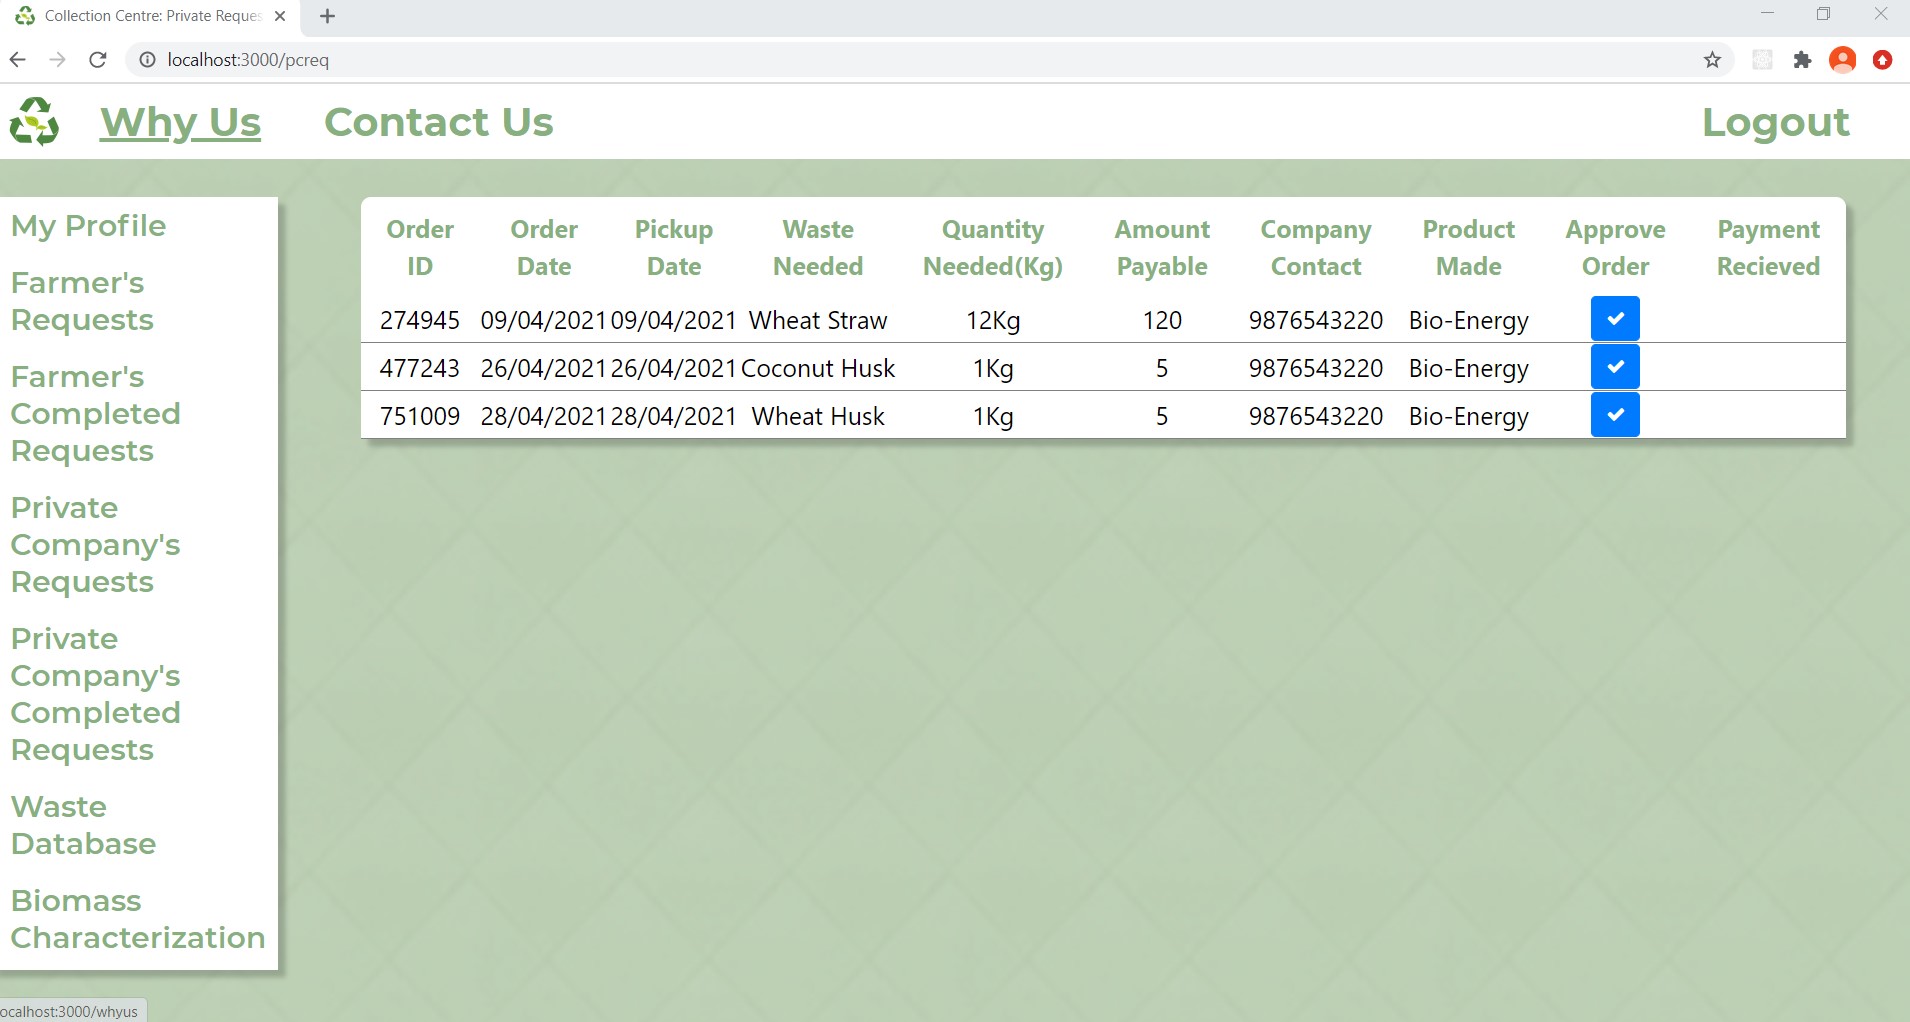 Collection Centre: Private Reques
localhost:3000/pcreq
Why Us Contact Us Logout
My Profile
Farmer's
Requests
Farmer's
Completed
Requests
Private
Company's
Requests
Private
Company's
Completed
Requests
Waste
Database
Biomass
Characterization
Order Order Pickup Waste Quantity Amount Company Product Approve Payment
ID Date Date Needed Needed(Kg) Payable Contact Made Order Recieved
274945 09/04/2021 09/04/2021 Wheat Straw 12Kg 120 9876543220 Bio-Energy
477243 26/04/2021 26/04/2021 Coconut Husk 1Kg 5 9876543220 Bio-Energy
751009 28/04/2021 28/04/2021 Wheat Husk 1Kg 5 9876543220 Bio-Energy
ocalhost:3000/whyus